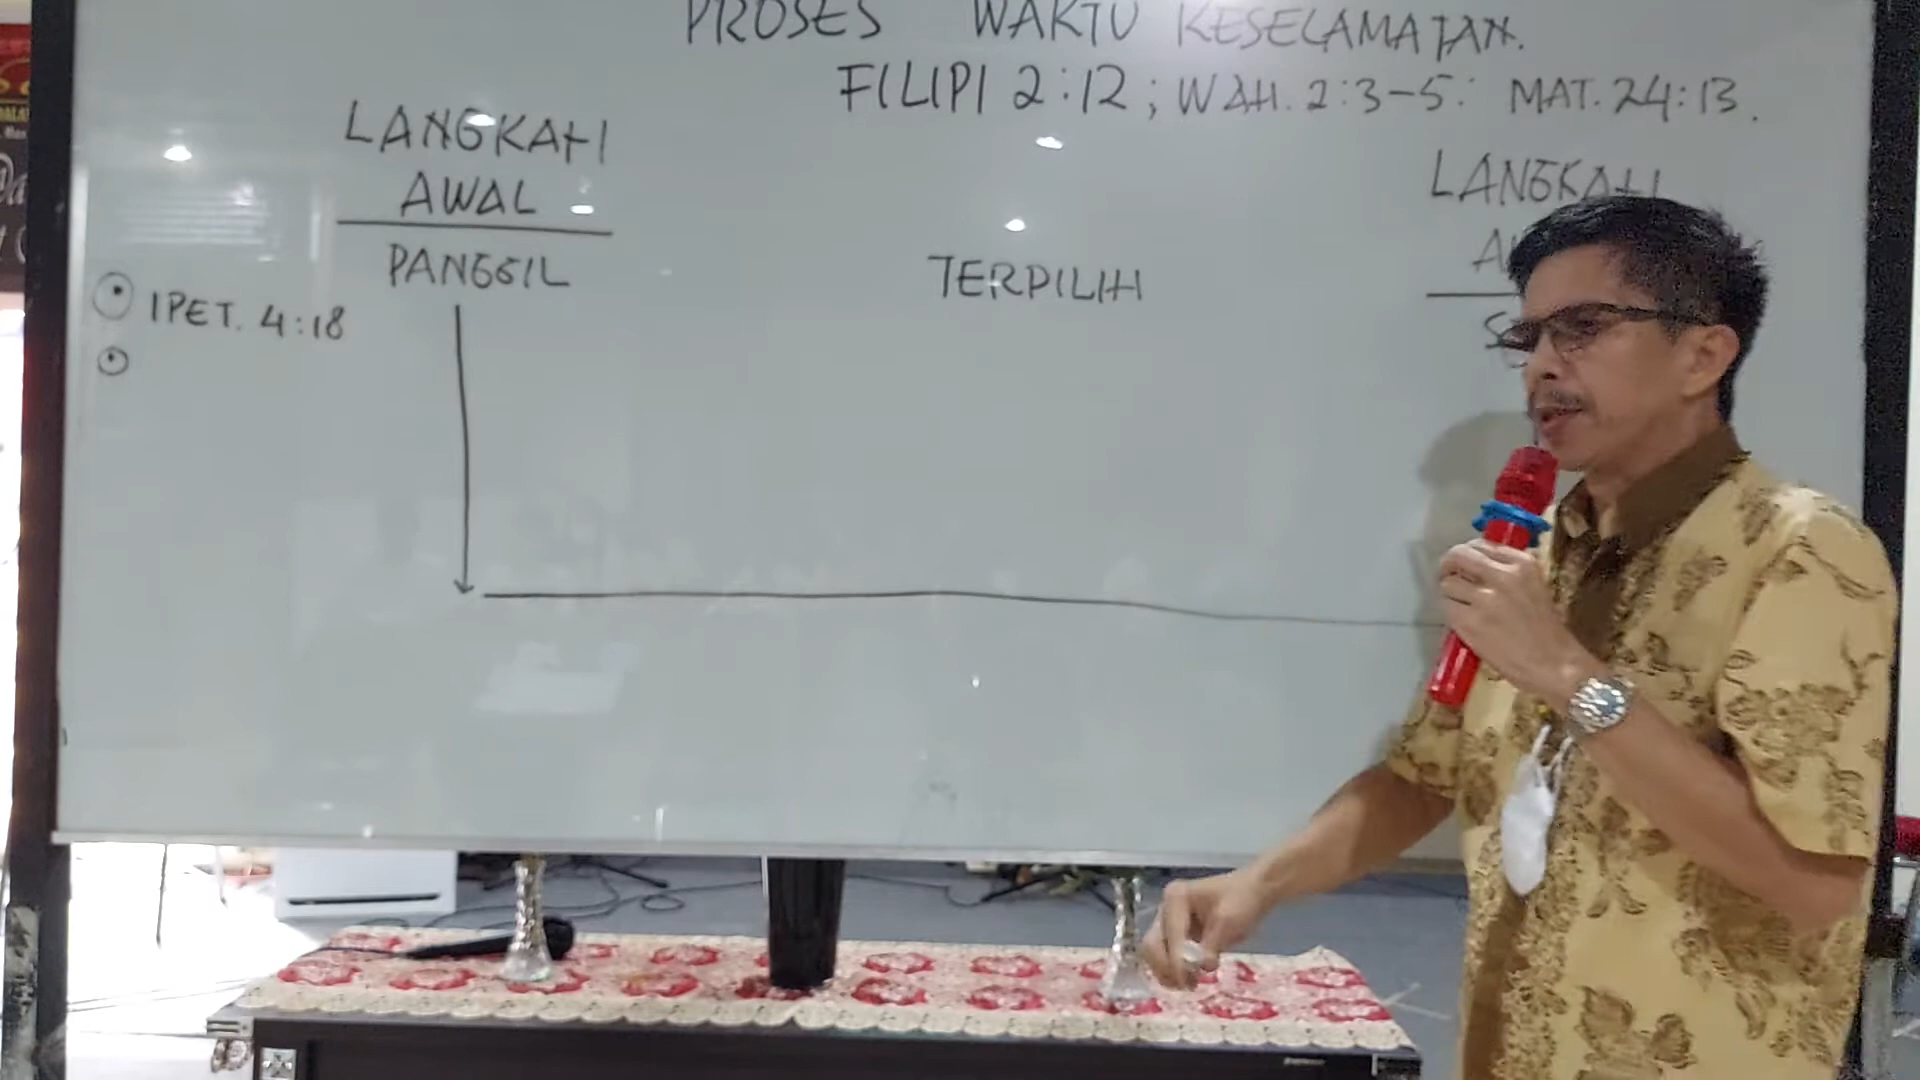 PROSES WAKTU KESELAMATAN.
FILIPI 2:12; WAH. 2:3-5: MAT. 24:13.
LANGKAH
AWAL
PANGGIL
1PET. 4:18
TERPILIH
LANGKAH